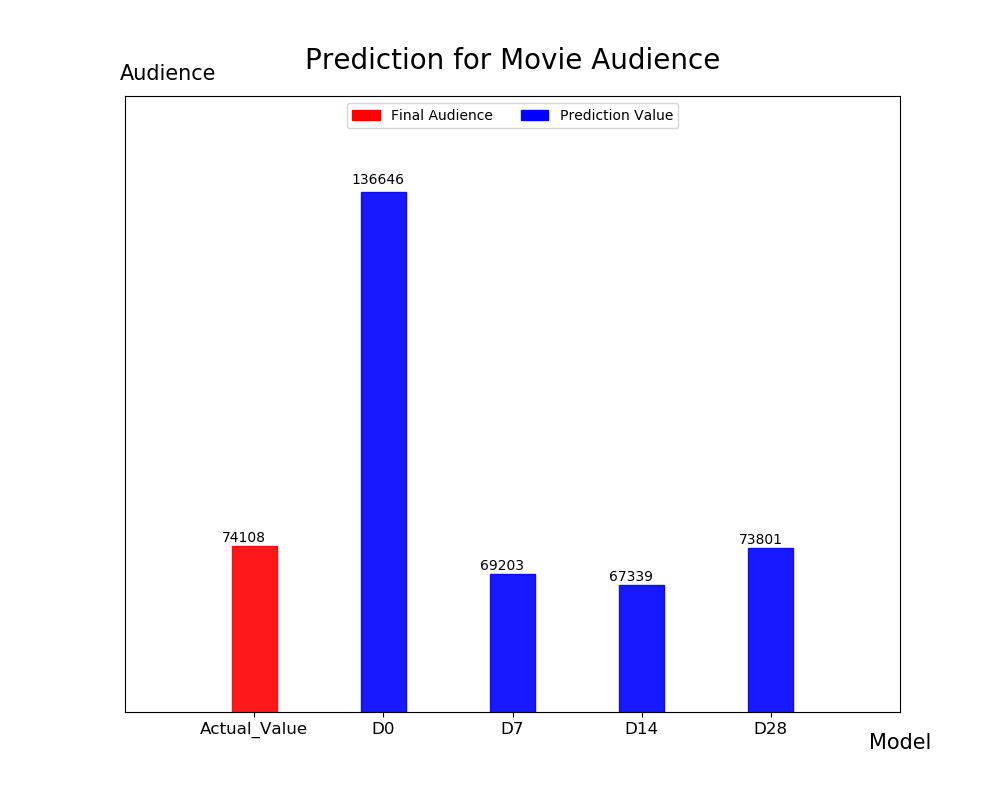 Prediction for Movie Audience
Audience
Final Audience
Prediction Value
136646
74108
69203
67339
73801
Actual_Value
D0
D7
D14
D28
Model